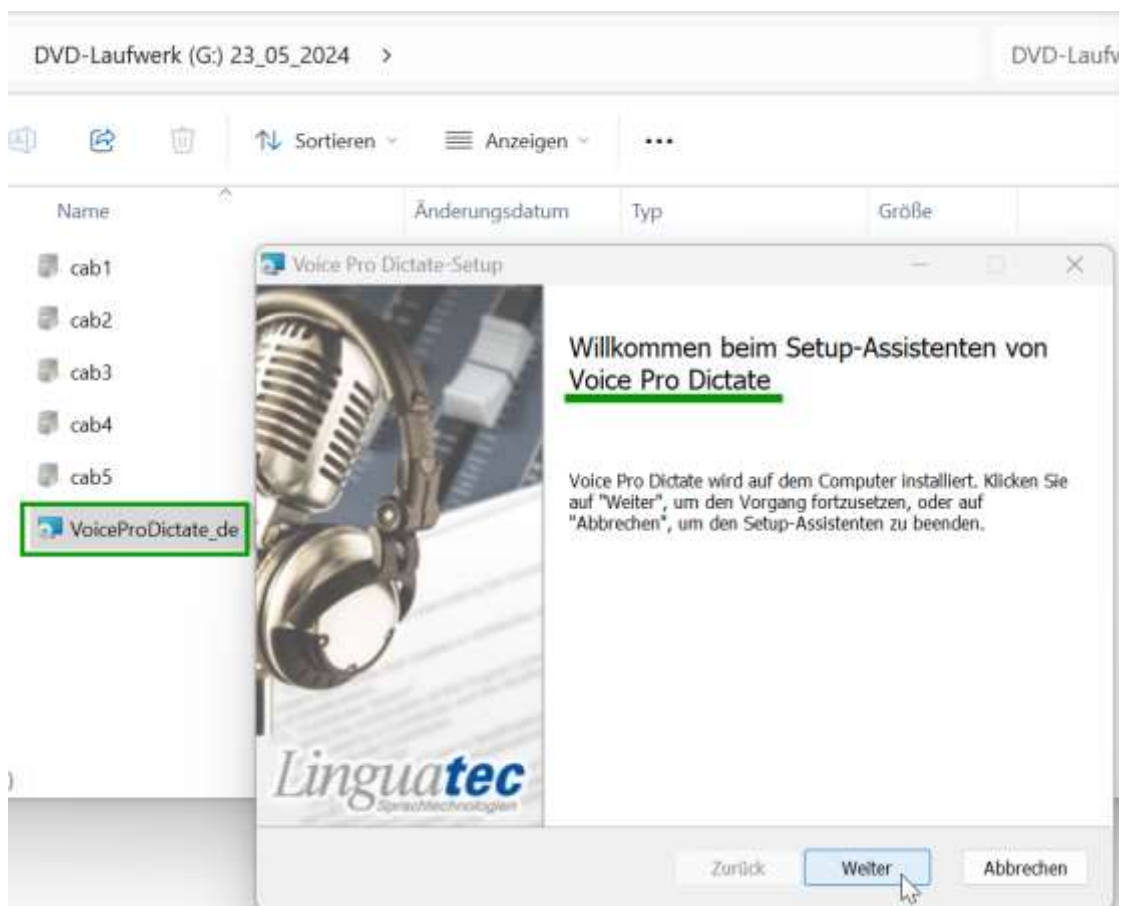 DVD-Laufwerk (G:) 23_05_2024 >
DVD-Laufw
Sortieren
Anzeigen
Name
Änderungsdatum
Typ
Größe
cab1
cab2
cab3
cab4
cab5
VoiceProDictate_de
Voice Pro Dictate-Setup
Willkommen beim Setup-Assistenten von
Voice Pro Dictate
Voice Pro Dictate wird auf dem Computer installiert. Klicken Sie
auf "Weiter", um den Vorgang fortzusetzen, oder auf
"Abbrechen", um den Setup-Assistenten zu beenden.
Linguatec
Sprachtechnologien
Zurück
Weiter
Abbrechen